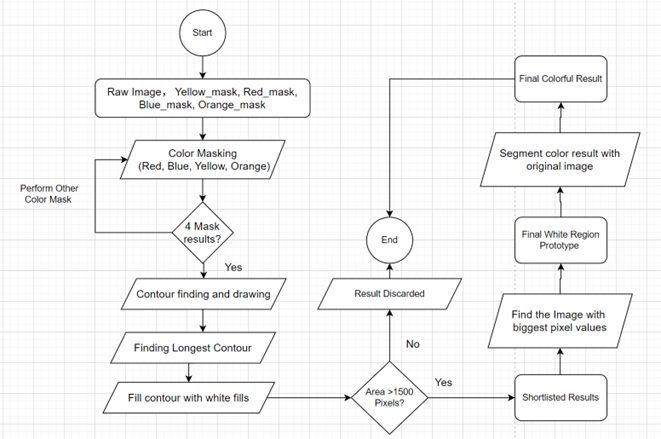 Start
Raw Image, Yellow_mask, Red_mask,
Blue_mask, Orange_mask
Color Masking
(Red, Blue, Yellow, Orange)
Perform Other
Color Mask
4 Mask
results?
Yes
Contour finding and drawing
Finding Longest Contour
Fill contour with white fills
Area >1500
Pixels?
No
Result Discarded
End
Yes
Shortlisted Results
Find the Image with
biggest pixel values
Final White Region
Prototype
Segment color result with
original image
Final Colorful Result